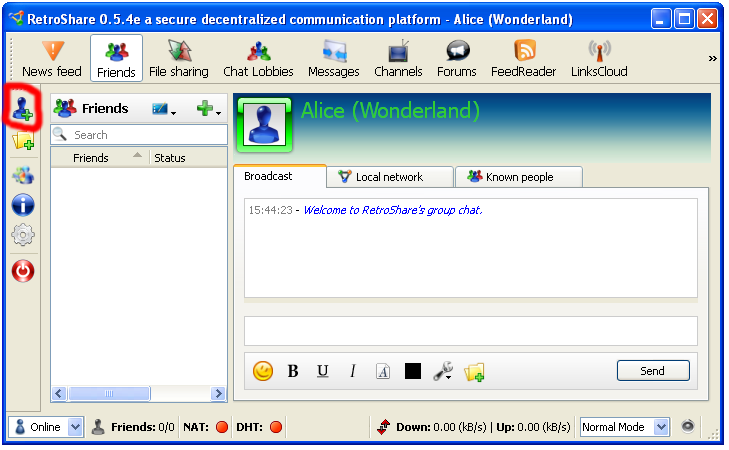 RetroShare 0.5.4e a secure decentralized communication platform - Alice (Wonderland)
News feed Friends File sharing Chat Lobbies Messages Channels Forums FeedReader LinksCloud »
Friends
Alice (Wonderland)
Search
Friends Status
Broadcast Local network Known people
15:44:23 - Welcome to RetroShare's group chat.
B U I A
Send
Online Friends: 0/0 NAT: DHT: Down: 0.00 (kB/s) | Up: 0.00 (kB/s) Normal Mode